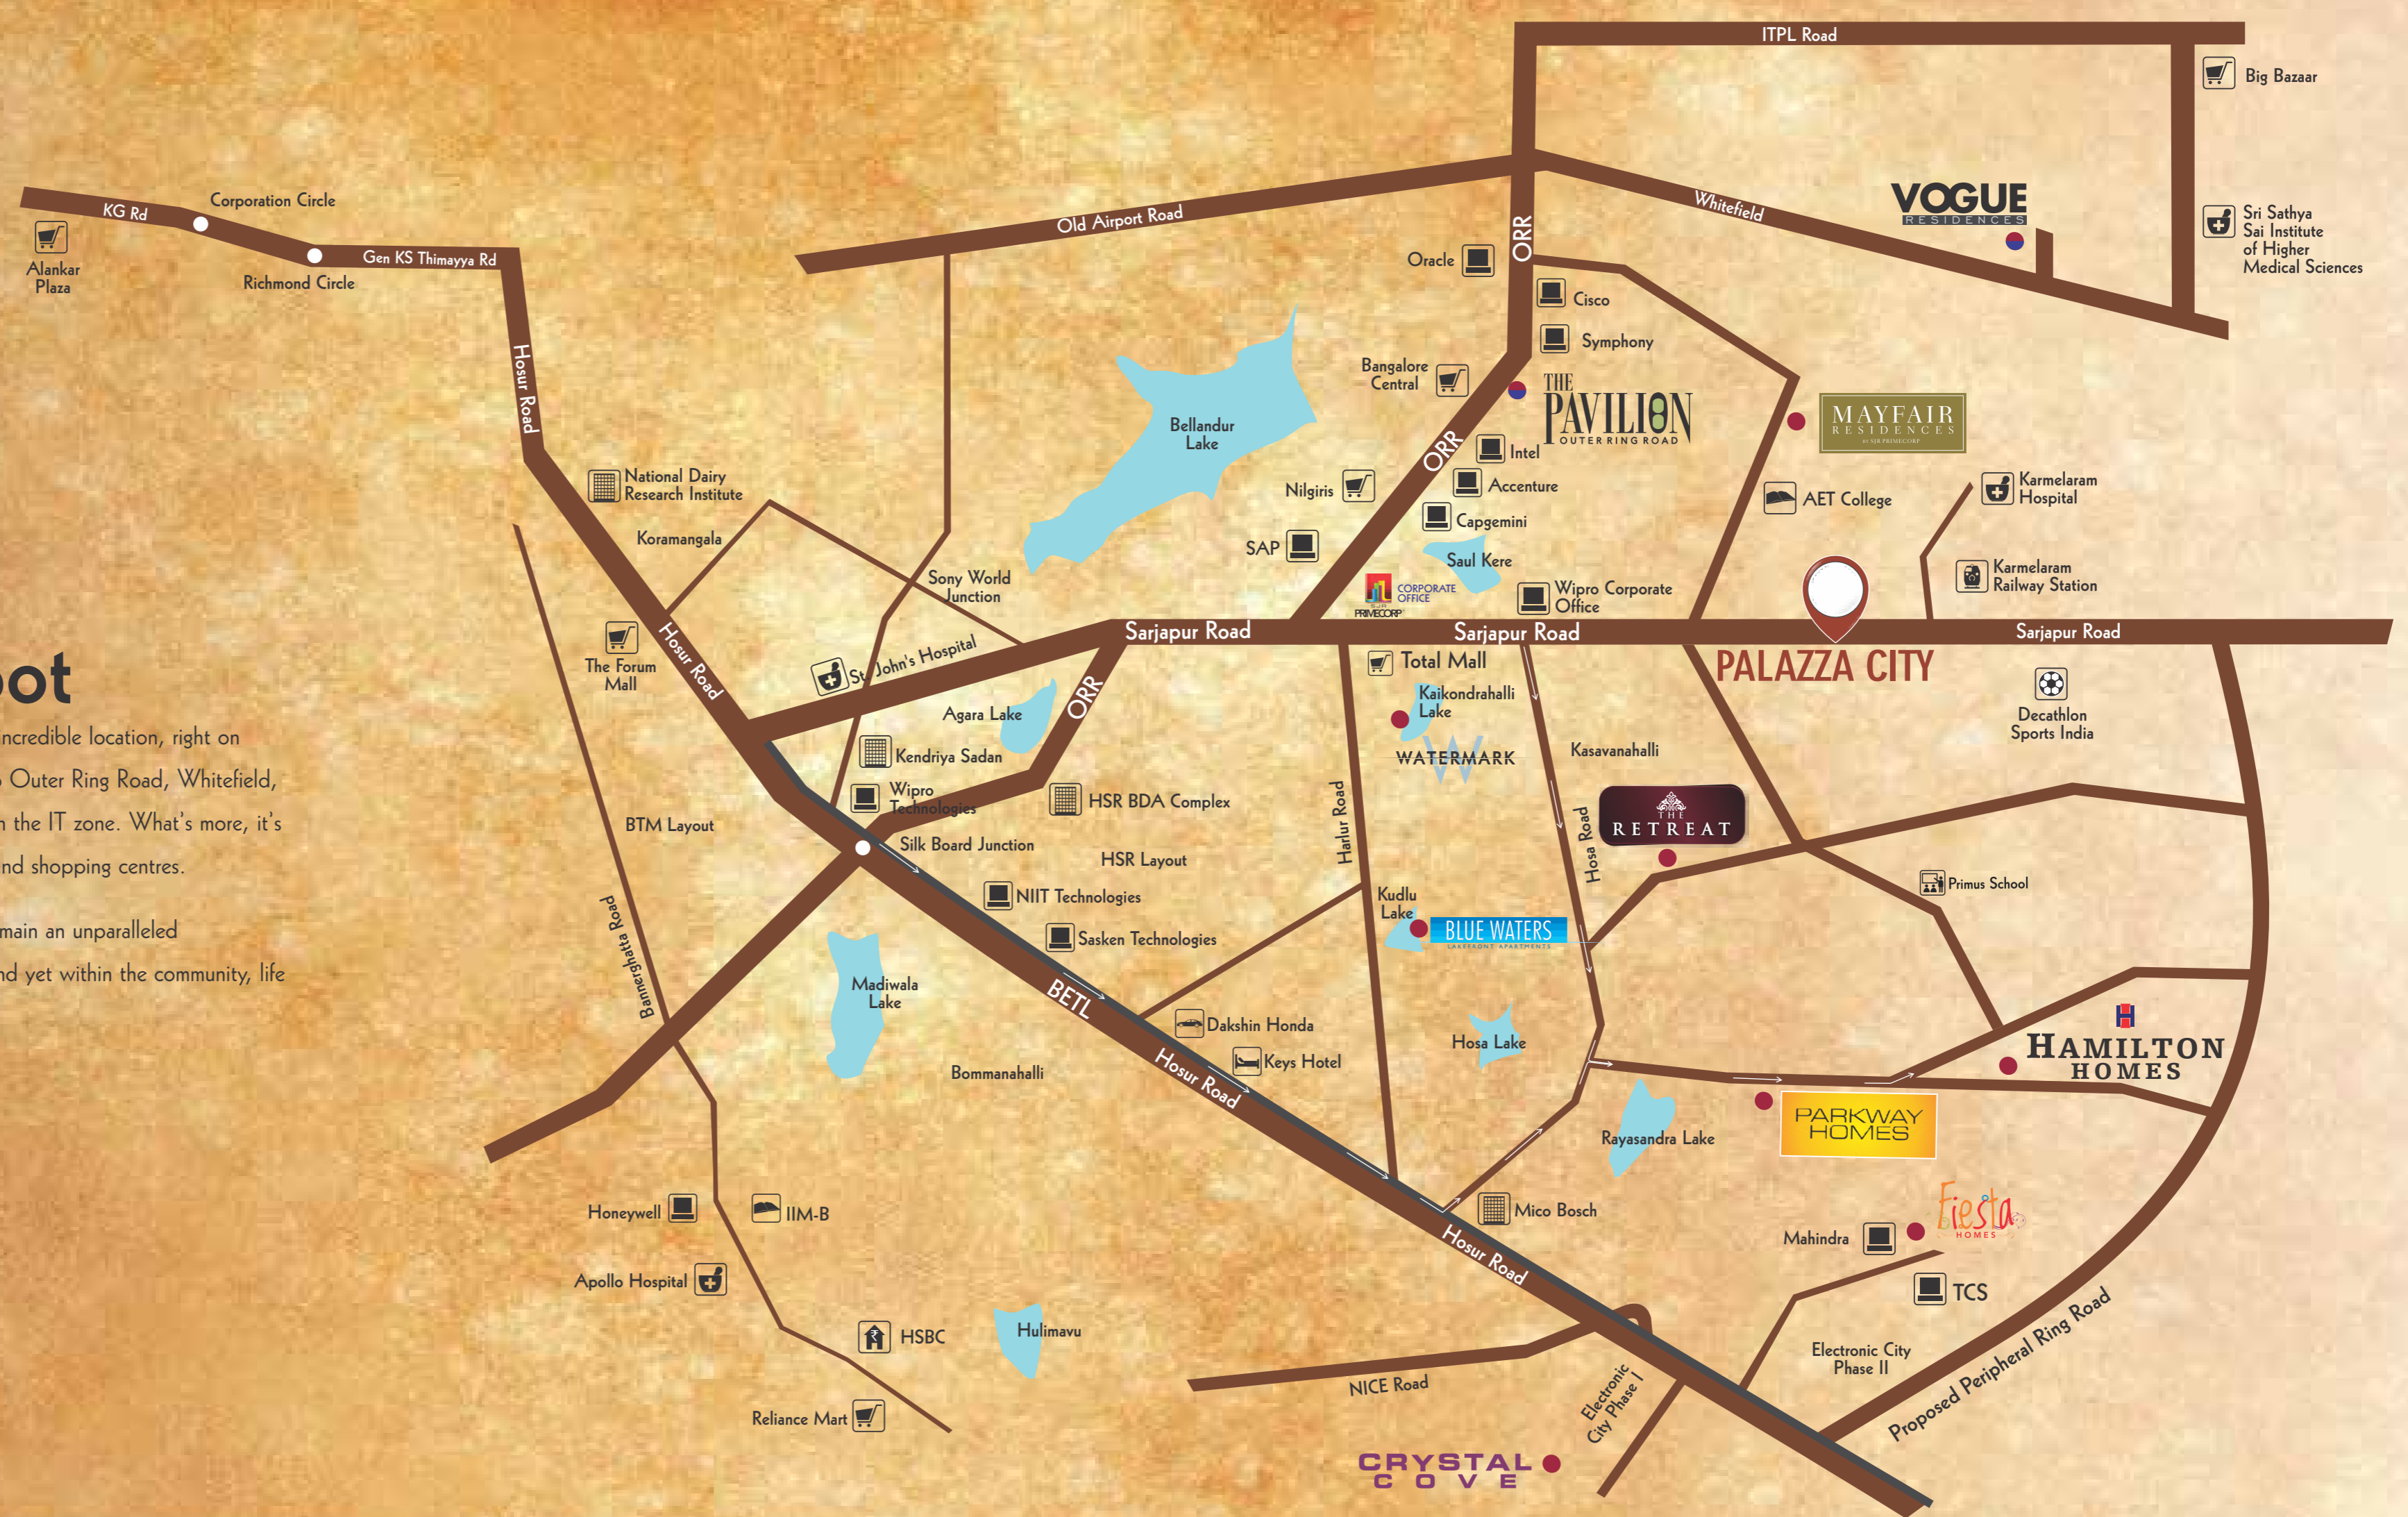 ITPL Road
Big Bazaar
KG Rd
Corporation Circle
Alankar
Plaza
Richmond Circle
Gen KS Thimayya Rd
Hosur Road
Old Airport Road
ORR
Whitefield
VOGUE
RESIDENCES
Sri Sathya
Sai Institute
of Higher
Medical Sciences
Oracle
Cisco
Symphony
Bangalore
Central
THE
PAVILION
OUTER RING ROAD
MAYFAIR
RESIDENCES
BY SJR PRIMECORP
Bellandur
Lake
ORR
Intel
Accenture
Nilgiris
Capgemini
SAP
Saul Kere
AET College
Karmelaram
Hospital
Karmelaram
Railway Station
National Dairy
Research Institute
Koramangala
Sony World
Junction
SJR
PRIMECORP
CORPORATE
OFFICE
Wipro Corporate
Office
Sarjapur Road
Sarjapur Road
Sarjapur Road
PALAZZA CITY
The Forum
Mall
Hosur Road
St. John's Hospital
Agara Lake
ORR
Total Mall
Kaikondrahalli
Lake
WATERMARK
Kasavanahalli
Decathlon
Sports India
oot
incredible location, right on
o Outer Ring Road, Whitefield,
n the IT zone. What's more, it's
nd shopping centres.
main an unparalleled
nd yet within the community, life
Kendriya Sadan
Wipro
Technologies
HSR BDA Complex
BTM Layout
Silk Board Junction
HSR Layout
Harlur Road
Hosa Road
THE
RETREAT
Primus School
NIIT Technologies
Sasken Technologies
Kudlu
Lake
BLUE WATERS
LAKEFRONT APARTMENTS
Bannerghatta Road
Madiwala
Lake
BETL
Dakshin Honda
Keys Hotel
Hosa Lake
Bommanahalli
Hosur Road
HAMILTON
HOMES
PARKWAY
HOMES
Rayasandra Lake
Honeywell
IIM-B
Mico Bosch
Hosur Road
Mahindra
Fiesta
HOMES
Apollo Hospital
TCS
HSBC
Hulimavu
Electronic City
Phase II
Proposed Peripheral Ring Road
NICE Road
Electronic
City Phase I
Reliance Mart
CRYSTAL
COVE